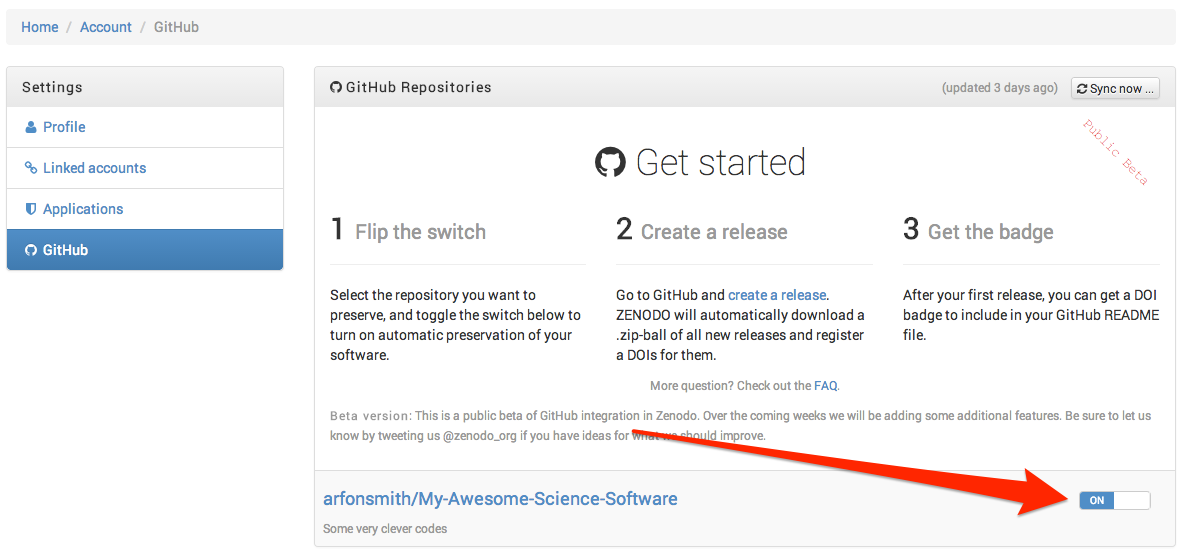 Home / Account / GitHub
Settings
Profile
Linked accounts
Applications
GitHub
GitHub Repositories
(updated 3 days ago)
Sync now ...
Public Beta
Get started
1 Flip the switch
Select the repository you want to
preserve, and toggle the switch below to
turn on automatic preservation of your
software.
2 Create a release
Go to GitHub and create a release.
ZENODO will automatically download a
.zip-ball of all new releases and register
a DOIs for them.
3 Get the badge
After your first release, you can get a DOI
badge to include in your GitHub README
file.
More question? Check out the FAQ.
Beta version: This is a public beta of GitHub integration in Zenodo. Over the coming weeks we will be adding some additional features. Be sure to let us
know by tweeting us @zenodo_org if you have ideas for what we should improve.
arfonsmith/My-Awesome-Science-Software
ON
Some very clever codes